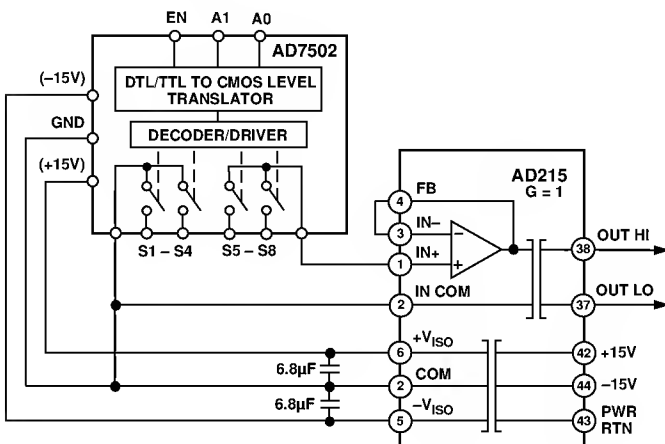 EN A1 A0
AD7502
(–15V)
DTL/TTL TO CMOS LEVEL
TRANSLATOR
GND
DECODER/DRIVER
(+15V)
S1 – S4 S5 – S8
AD215
G = 1
4 FB
3 IN–
1 IN+
38 OUT HI
2 IN COM
37 OUT LO
6 +VISO
42 +15V
6.8μF
2 COM
44 –15V
6.8μF
5 –VISO
43 PWR
RTN